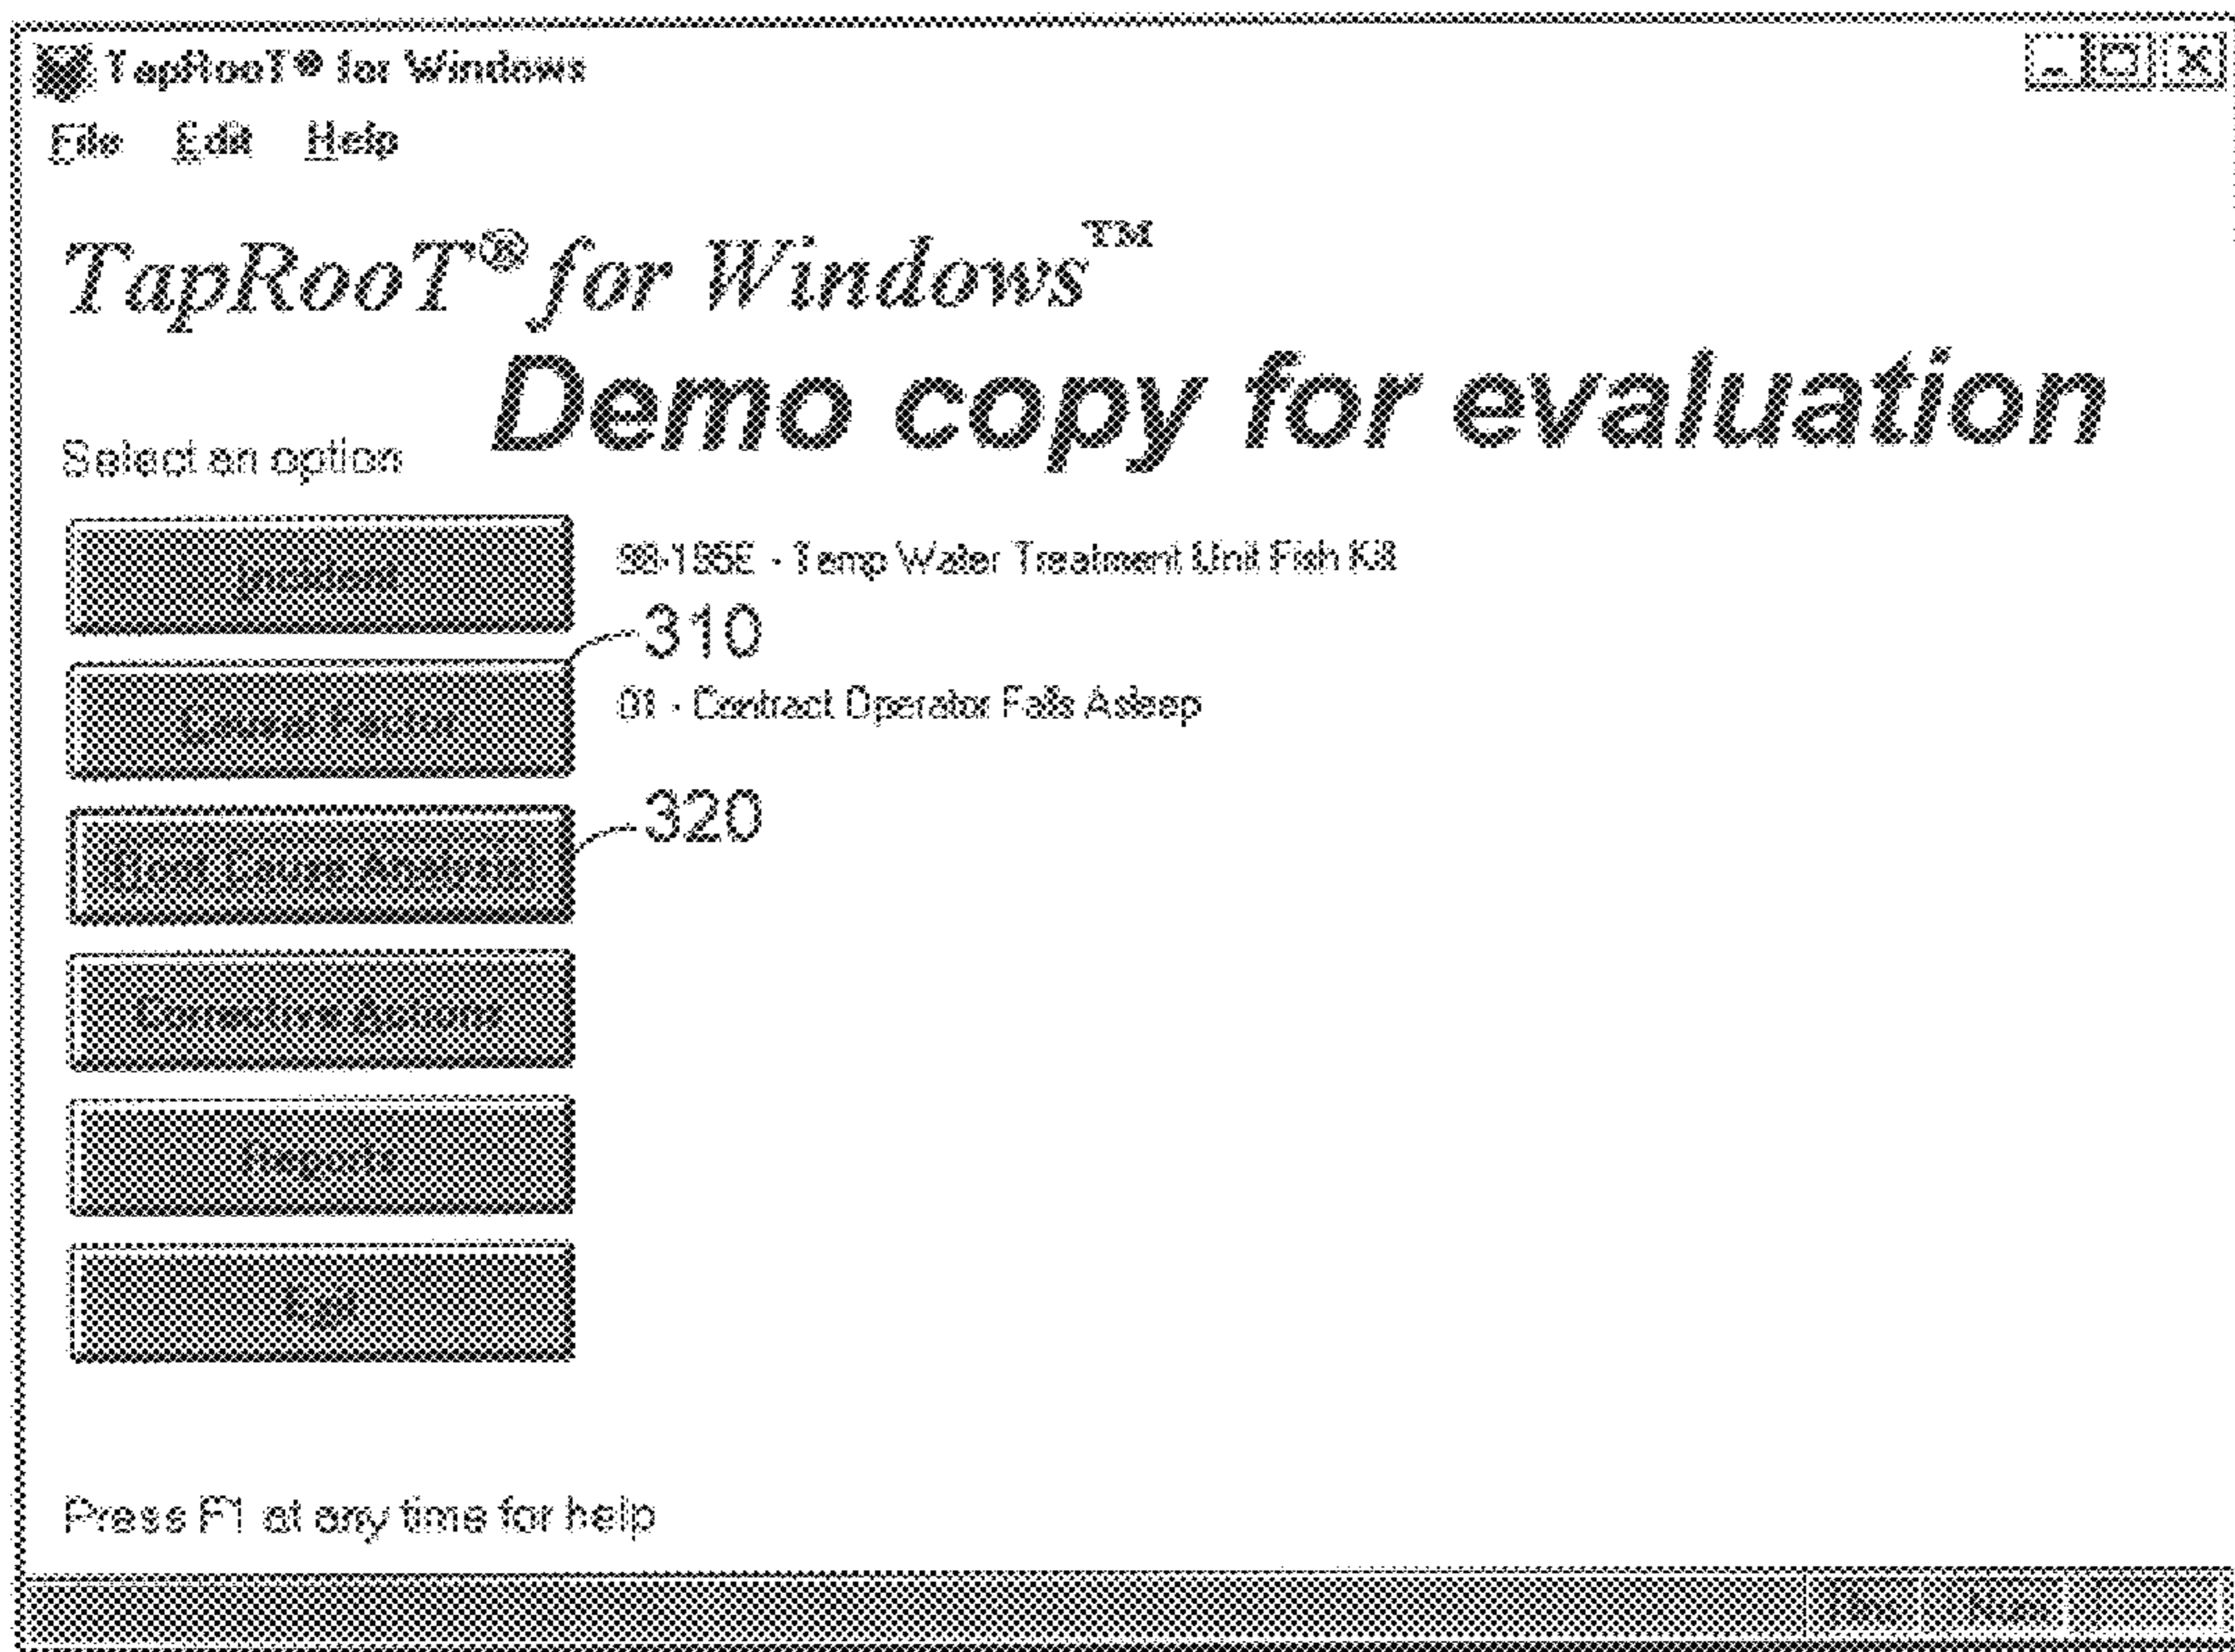 TapRooT® for Windows
File Edit Help
TapRooT® for Windows™
Demo copy for evaluation
Select an option
Incident
98-155E - Temp Water Treatment Unit Fish Kill
310
Causal Factor
01 - Contract Operator Falls Asleep
320
Root Cause Analysis
Corrective Actions
Reports
Exit
Press F1 at any time for help